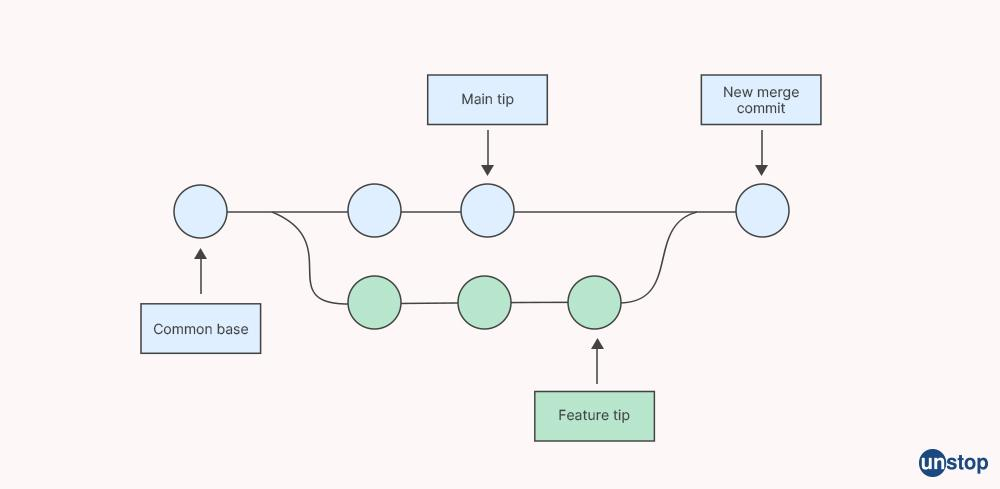 Main tip
New merge
commit
Common base
Feature tip
unstop